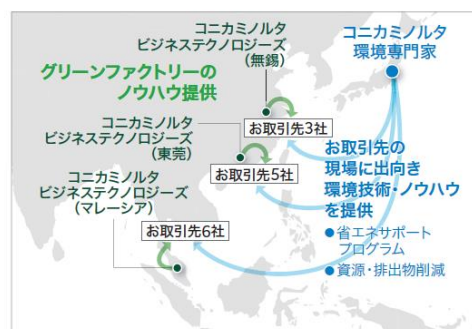 コニカミノルタ
ビジネステクノロジーズ
（無錫）
グリーンファクトリーの
ノウハウ提供
コニカミノルタ
ビジネステクノロジーズ
（東莞）
コニカミノルタ
ビジネステクノロジーズ
（マレーシア）
お取引先3社
お取引先5社
お取引先6社
コニカミノルタ
環境専門家
お取引先の
現場に出向き
環境技術・ノウハウ
を提供
●省エネサポート
プログラム
●資源・排出物削減